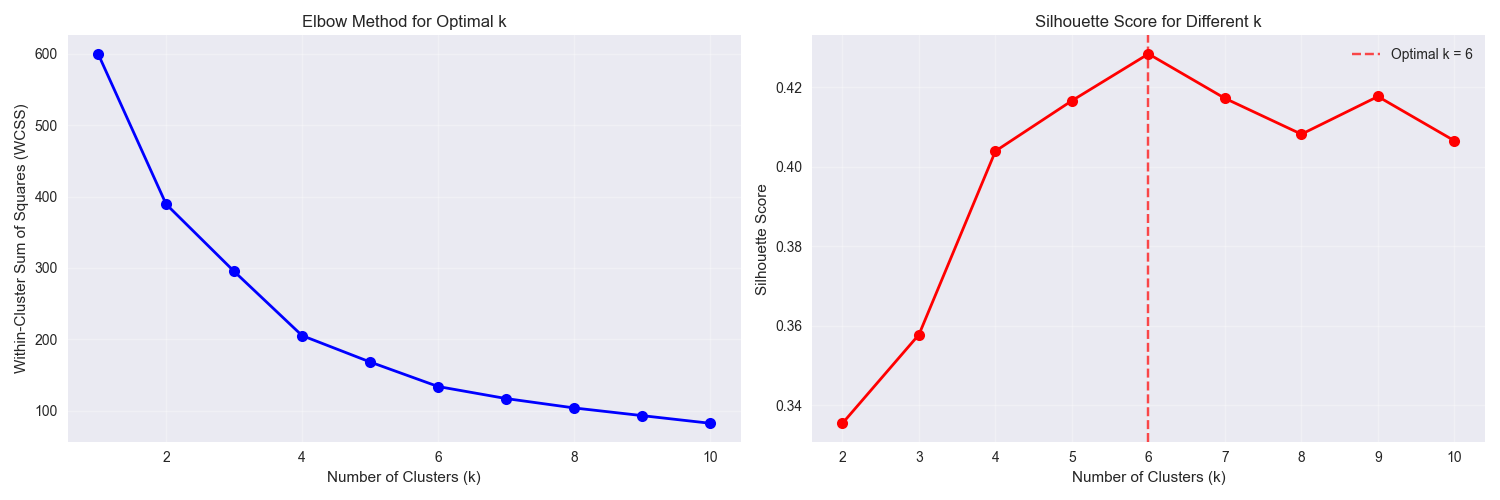 Elbow Method for Optimal k
Within-Cluster Sum of Squares (WCSS)
600
500
400
300
200
100
2 4 6 8 10
Number of Clusters (k)
Silhouette Score for Different k
Optimal k = 6
Silhouette Score
0.42
0.40
0.38
0.36
0.34
2 3 4 5 6 7 8 9 10
Number of Clusters (k)